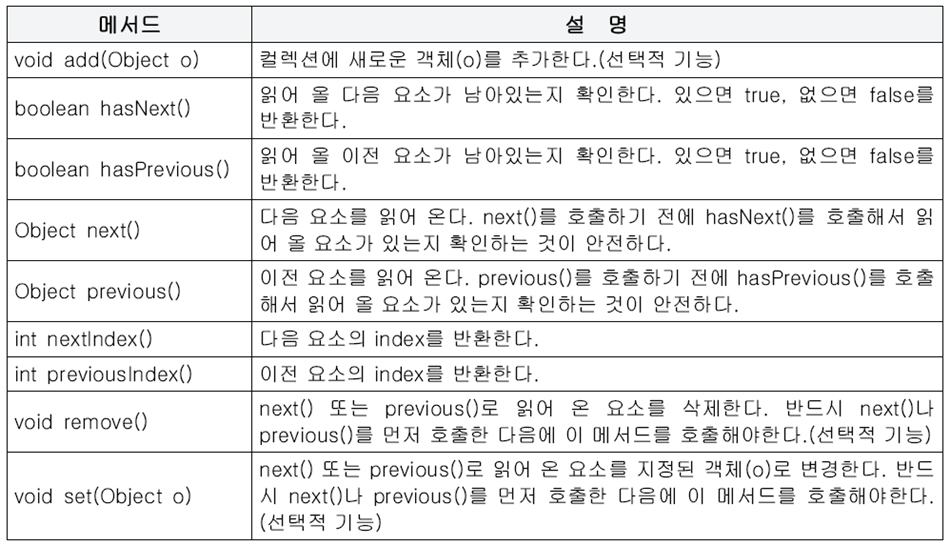 메서드 설 명
void add(Object o) 컬렉션에 새로운 객체(o)를 추가한다.(선택적 기능)
boolean hasNext() 읽어 올 다음 요소가 남아있는지 확인한다. 있으면 true, 없으면 false를
반환한다.
boolean hasPrevious() 읽어 올 이전 요소가 남아있는지 확인한다. 있으면 true, 없으면 false를
반환한다.
Object next() 다음 요소를 읽어 온다. next()를 호출하기 전에 hasNext()를 호출해서 읽
어 올 요소가 있는지 확인하는 것이 안전하다.
Object previous() 이전 요소를 읽어 온다. previous()를 호출하기 전에 hasPrevious()를 호출
해서 읽어 올 요소가 있는지 확인하는 것이 안전하다.
int nextIndex() 다음 요소의 index를 반환한다.
int previousIndex() 이전 요소의 index를 반환한다.
void remove() next() 또는 previous()로 읽어 온 요소를 삭제한다. 반드시 next()나
previous()를 먼저 호출한 다음에 이 메서드를 호출해야한다.(선택적 기능)
void set(Object o) next() 또는 previous()로 읽어 온 요소를 지정된 객체(o)로 변경한다. 반드
시 next()나 previous()를 먼저 호출한 다음에 이 메서드를 호출해야한다.
(선택적 기능)